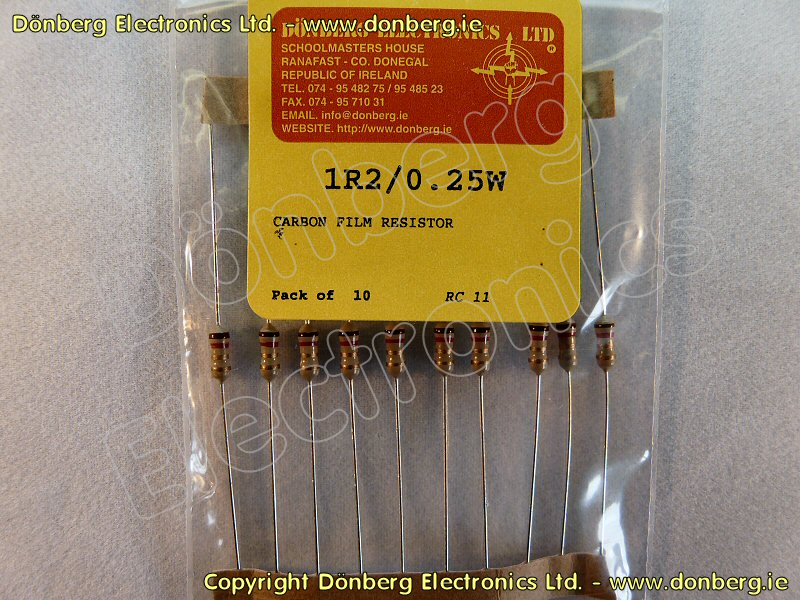 Dönberg Electronics Ltd. - www.donberg.ie
DÖNBERG ELECTRONICS LTD
SCHOOLMASTERS HOUSE
RANAFAST - CO. DONEGAL
REPUBLIC OF IRELAND
TEL. 074 - 95 482 75 / 95 485 23
FAX. 074 - 95 710 31
EMAIL. info@donberg.ie
WEBSITE. http://www.donberg.ie
1R2/0.25W
CARBON FILM RESISTOR
Pack of 10 RC 11
Dönberg
Electronics
Copyright Dönberg Electronics Ltd. - www.donberg.ie